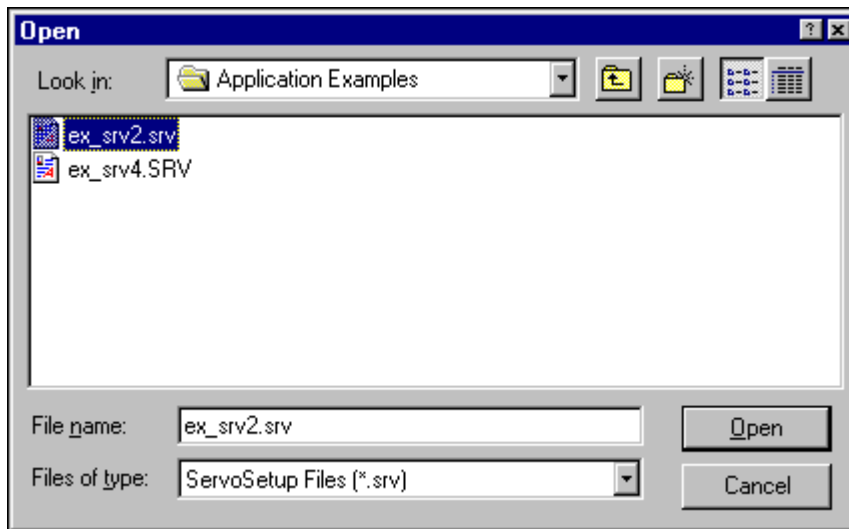 Open
Look in: Application Examples
ex_srv2.srv
ex_srv4.SRV
File name: ex_srv2.srv Open
Files of type: ServoSetup Files (*.srv) Cancel